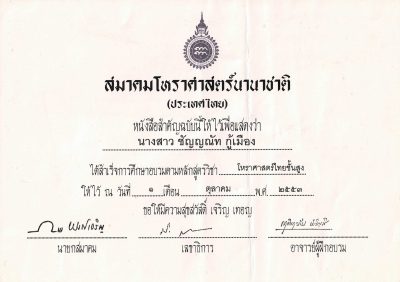 สมาคมโหราศาสตร์นานาชาติ
(ประเทศไทย)
หนังสือสำคัญฉบับนี้ให้ไว้เพื่อแสดงว่า
นางสาว ชัญญณัท กู้เมือง
ได้สำเร็จการศึกษาอบรมตามหลักสูตรวิชา โหราศาสตร์ไทยชั้นสูง
ให้ไว้ ณ วันที่ ๑ เดือน ตุลาคม พ.ศ. ๒๕๕๓
ขอให้มีความสุขสวัสดิ์ เจริญ เทอญ
นายกสมาคม เลขาธิการ อาจารย์ผู้ฝึกอบรม